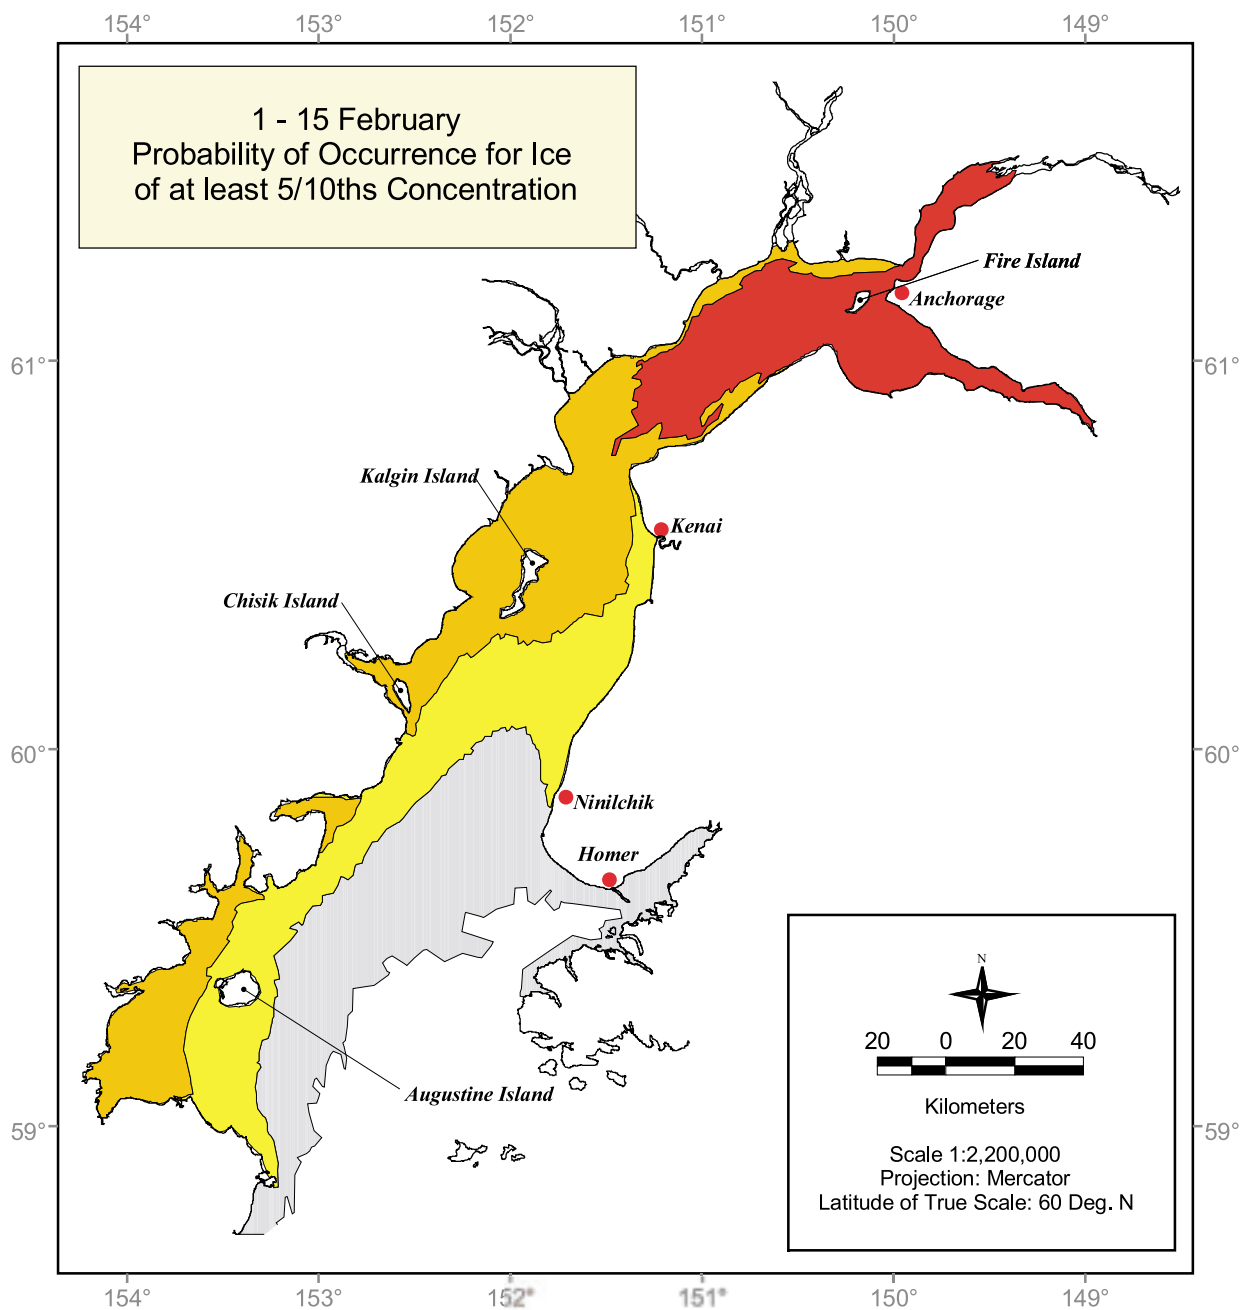 154° 153° 152° 151° 150° 149°
1 - 15 February
Probability of Occurrence for Ice
of at least 5/10ths Concentration
Fire Island
Anchorage
61° 61°
Kalgin Island
Kenai
Chisik Island
60° 60°
Ninilchik
Homer
N
20 0 20 40
Augustine Island
Kilometers
59° 59°
Scale 1:2,200,000
Projection: Mercator
Latitude of True Scale: 60 Deg. N
154° 153° 152° 151° 150° 149°